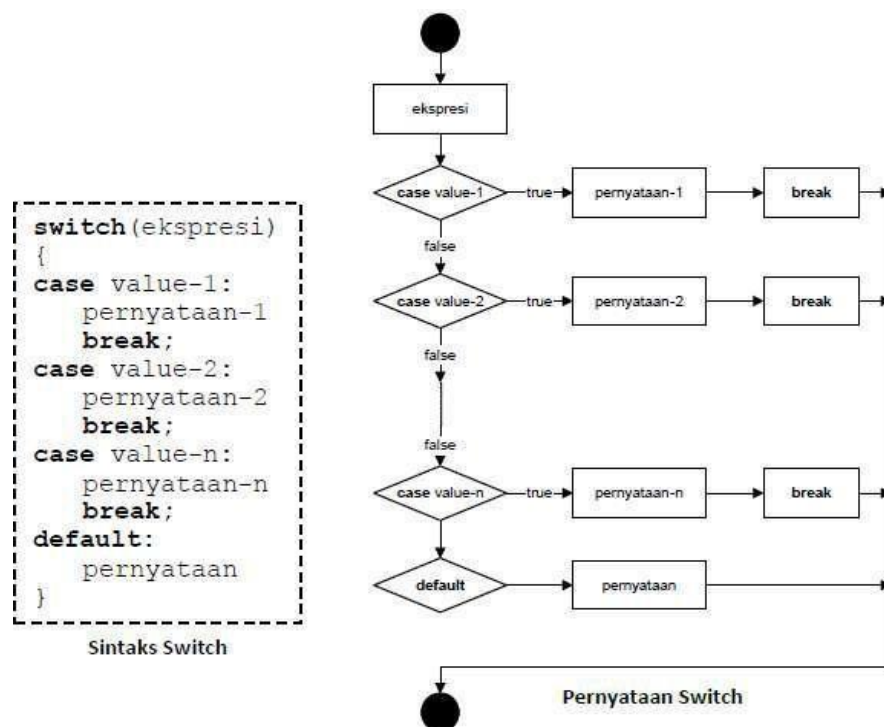 switch(ekspresi)
{
case value-1:
pernyataan-1
break;
case value-2:
pernyataan-2
break;
case value-n:
pernyataan-n
break;
default:
pernyataan
}
Sintaks Switch
ekspresi
case value-1
true
pernyataan-1
break
false
case value-2
true
pernyataan-2
break
false
false
case value-n
true
pernyataan-n
break
default
pernyataan
Pernyataan Switch